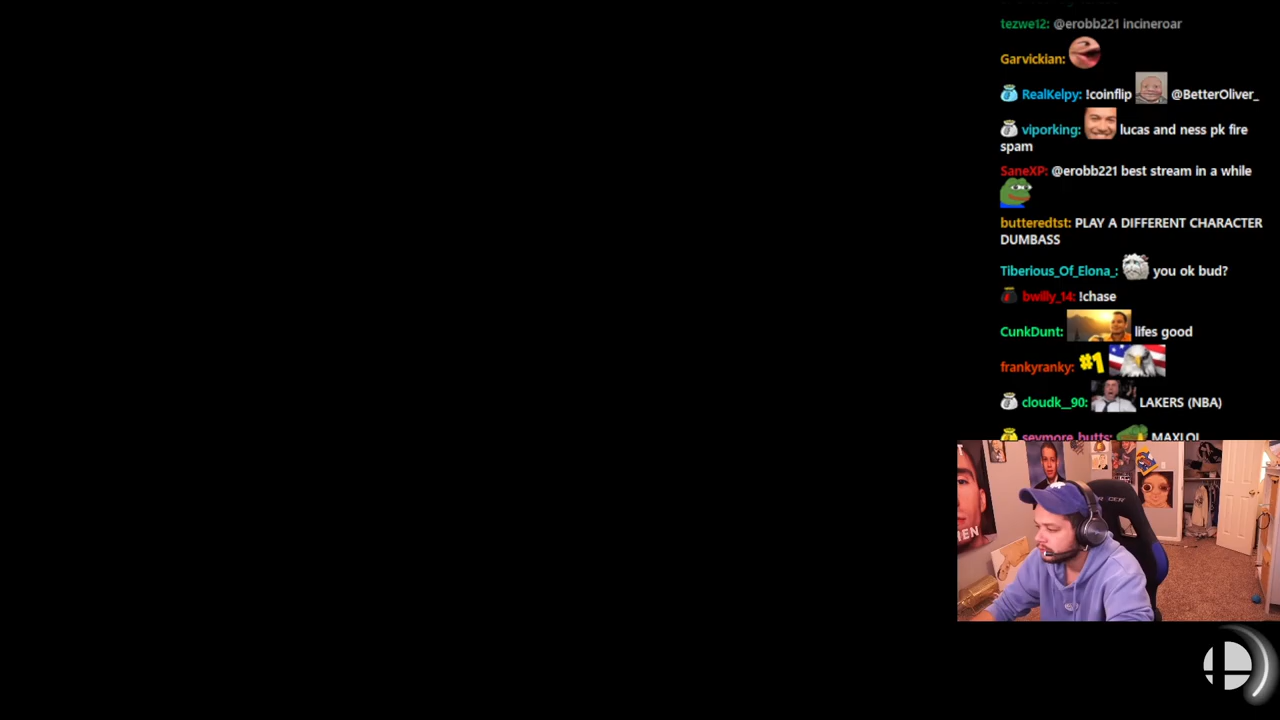 tezwe12: @erobb221 incineroar
Garvickian:
RealKelpy: !coinflip @BetterOliver_
viporking: lucas and ness pk fire
spam
SaneXP: @erobb221 best stream in a while
butteredtst: PLAY A DIFFERENT CHARACTER
DUMBASS
Tiberious_Of_Elona_: you ok bud?
bwilly_14: !chase
CunkDunt: lifes good
frankyranky: #1
cloudk__90: LAKERS (NBA)
seymore_butts: MAXLOL